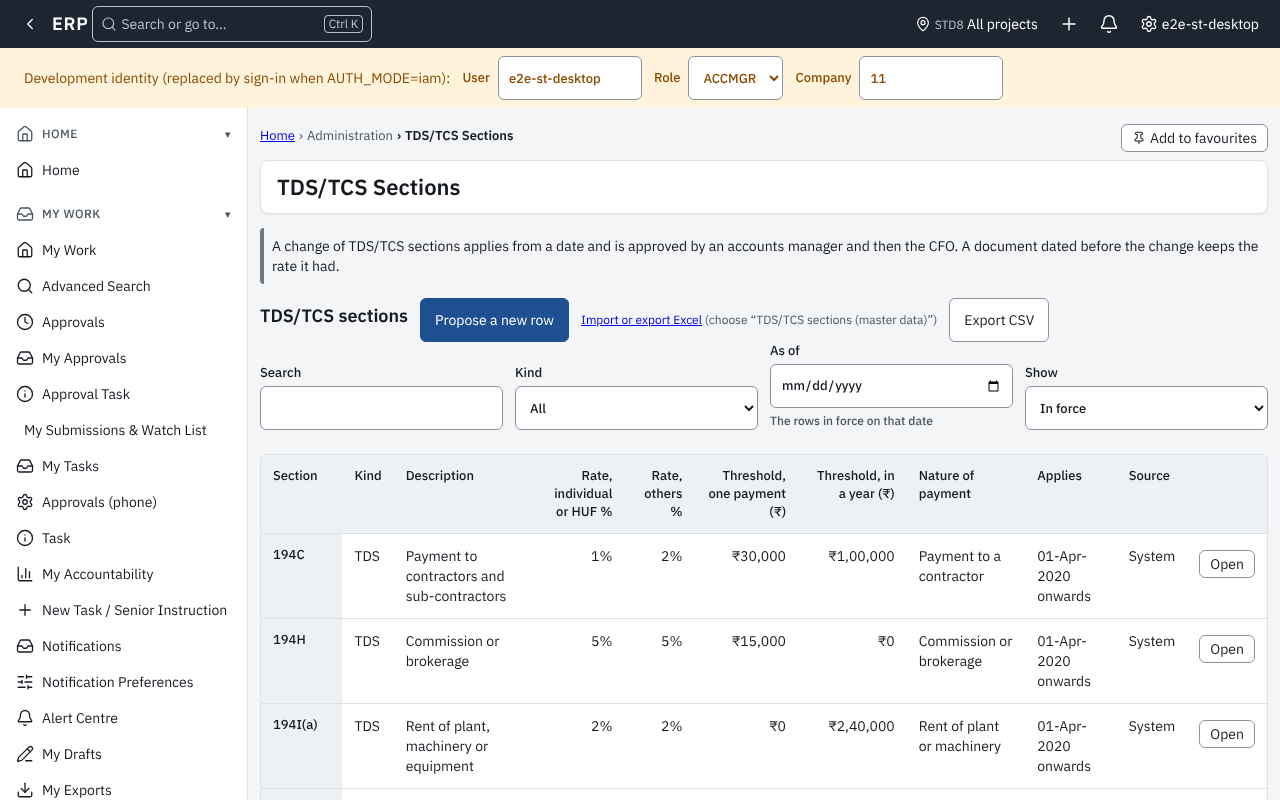 ERP
Search or go to...
Ctrl K
STD8 All projects
e2e-st-desktop
Development identity (replaced by sign-in when AUTH_MODE=iam):
User
e2e-st-desktop
Role
ACCMGR
Company
11
HOME
Home
MY WORK
My Work
Advanced Search
Approvals
My Approvals
Approval Task
My Submissions & Watch List
My Tasks
Approvals (phone)
Task
My Accountability
New Task / Senior Instruction
Notifications
Notification Preferences
Alert Centre
My Drafts
My Exports
Home › Administration › TDS/TCS Sections
Add to favourites
TDS/TCS Sections
A change of TDS/TCS sections applies from a date and is approved by an accounts manager and then the CFO. A document dated before the change keeps the
rate it had.
TDS/TCS sections
Propose a new row
Import or export Excel (choose “TDS/TCS sections (master data)”)
Export CSV
Search
Kind
All
As of
mm/dd/yyyy
The rows in force on that date
Show
In force
Section
Kind
Description
Rate,
individual
or HUF %
Rate,
others
%
Threshold,
one payment
(₹)
Threshold, in
a year (₹)
Nature of
payment
Applies
Source
194C
TDS
Payment to
contractors and
sub-contractors
1%
2%
₹30,000
₹1,00,000
Payment to a
contractor
01-Apr-
2020
onwards
System
Open
194H
TDS
Commission or
brokerage
5%
5%
₹15,000
₹0
Commission or
brokerage
01-Apr-
2020
onwards
System
Open
194I(a)
TDS
Rent of plant,
machinery or
equipment
2%
2%
₹0
₹2,40,000
Rent of plant
or machinery
01-Apr-
2020
onwards
System
Open